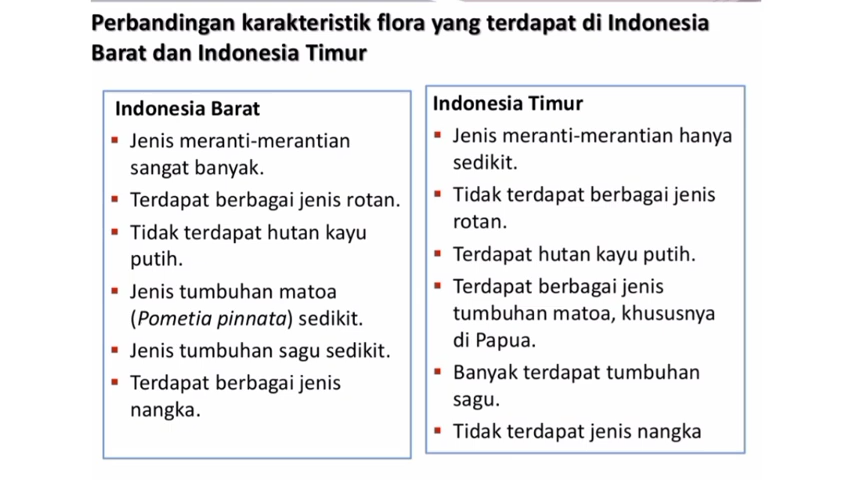 Perbandingan karakteristik flora yang terdapat di Indonesia
Barat dan Indonesia Timur
Indonesia Barat
▪ Jenis meranti-merantian
sangat banyak.
▪ Terdapat berbagai jenis rotan.
▪ Tidak terdapat hutan kayu
putih.
▪ Jenis tumbuhan matoa
(Pometia pinnata) sedikit.
▪ Jenis tumbuhan sagu sedikit.
▪ Terdapat berbagai jenis
nangka.
Indonesia Timur
▪ Jenis meranti-merantian hanya
sedikit.
▪ Tidak terdapat berbagai jenis
rotan.
▪ Terdapat hutan kayu putih.
▪ Terdapat berbagai jenis
tumbuhan matoa, khususnya
di Papua.
▪ Banyak terdapat tumbuhan
sagu.
▪ Tidak terdapat jenis nangka